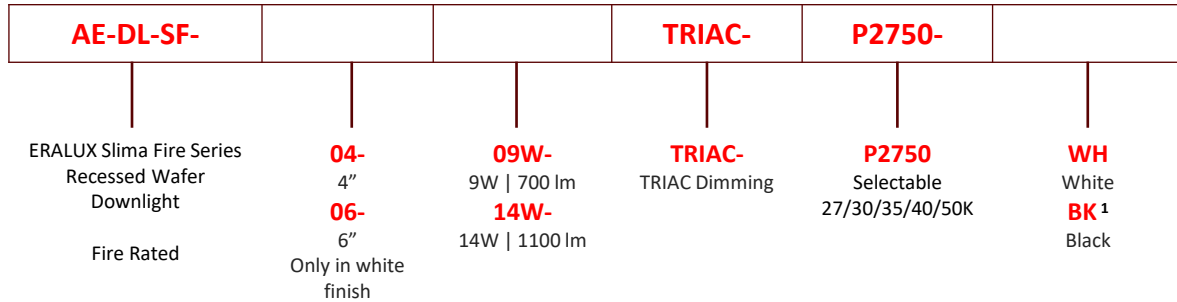 AE-DL-SF-
TRIAC-
P2750-
ERALUX Slima Fire Series
Recessed Wafer
Downlight
Fire Rated
04-
4”
06-
6”
Only in white
finish
09W-
9W | 700 lm
14W-
14W | 1100 lm
TRIAC-
TRIAC Dimming
P2750
Selectable
27/30/35/40/50K
WH
White
BK 1
Black